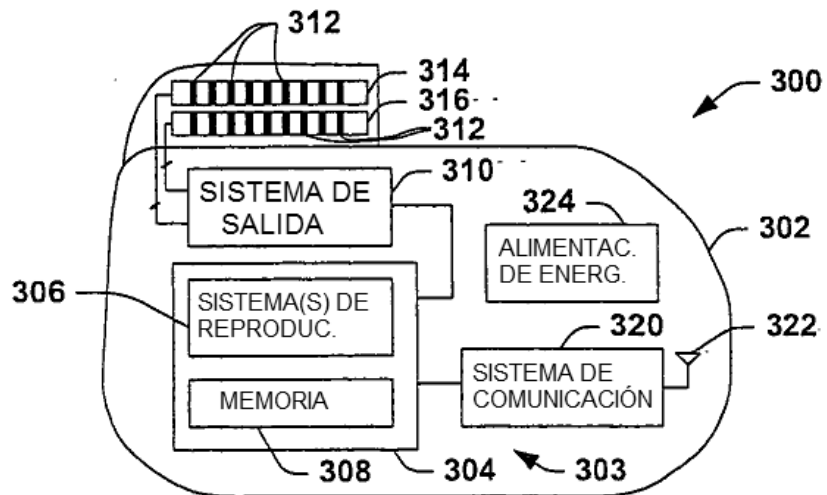 312
314
300
316
312
310
SISTEMA DE
SALIDA
324
302
ALIMENTAC.
DE ENERG.
306
SISTEMA(S) DE
REPRODUC.
320
322
SISTEMA DE
COMUNICACIÓN
MEMORIA
308
304
303